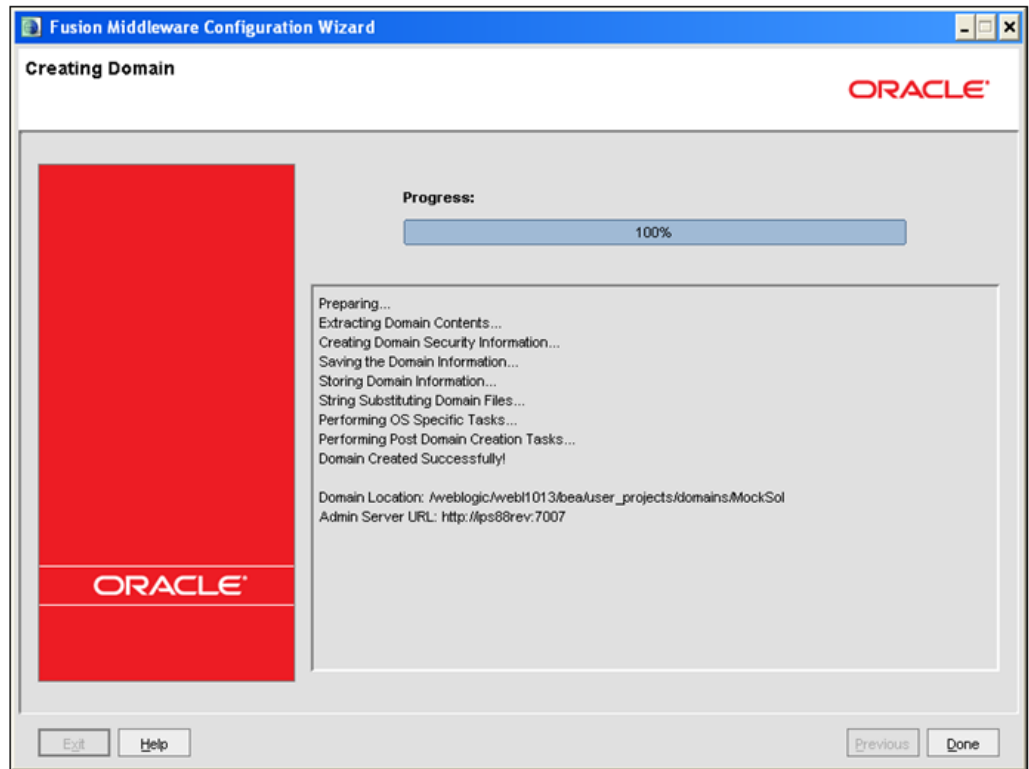 Fusion Middleware Configuration Wizard
Creating Domain
ORACLE
Progress:
100%
Preparing...
Extracting Domain Contents...
Creating Domain Security Information...
Saving the Domain Information...
Storing Domain Information...
String Substituting Domain Files...
Performing OS Specific Tasks...
Performing Post Domain Creation Tasks...
Domain Created Successfully!
Domain Location: /weblogic/webl1013/bea/user_projects/domains/MockSol
Admin Server URL: http://ips88rev:7007
ORACLE
Exit
Help
Previous
Done